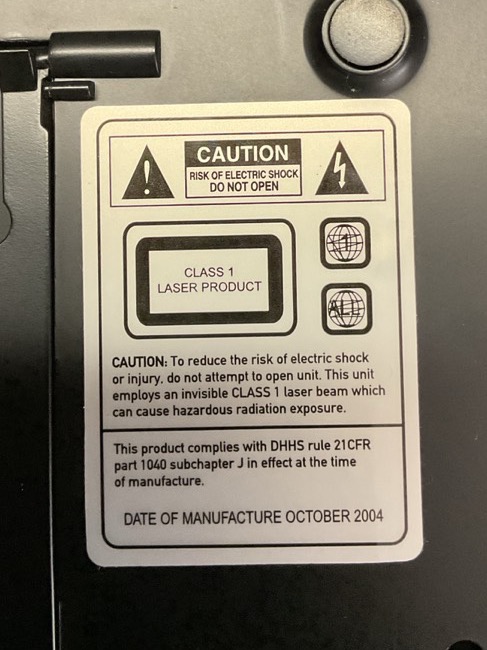 CAUTION
RISK OF ELECTRIC SHOCK
DO NOT OPEN
CLASS 1
LASER PRODUCT
1
ALL
CAUTION: To reduce the risk of electric shock
or injury, do not attempt to open unit. This unit
employs an invisible CLASS 1 laser beam which
can cause hazardous radiation exposure.
This product complies with DHHS rule 21CFR
part 1040 subchapter J in effect at the time
of manufacture.
DATE OF MANUFACTURE OCTOBER 2004